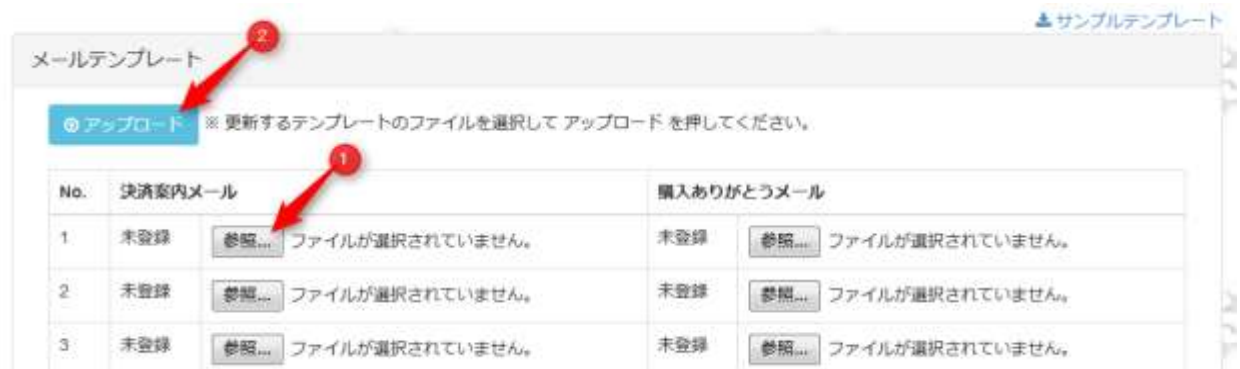 サンプルテンプレート
メールテンプレート
2
アップロード ※ 更新するテンプレートのファイルを選択して アップロード を押してください。
1
No. 決済案内メール 購入ありがとうメール
1 未登録 参照... ファイルが選択されていません。 未登録 参照... ファイルが選択されていません。
2 未登録 参照... ファイルが選択されていません。 未登録 参照... ファイルが選択されていません。
3 未登録 参照... ファイルが選択されていません。 未登録 参照... ファイルが選択されていません。